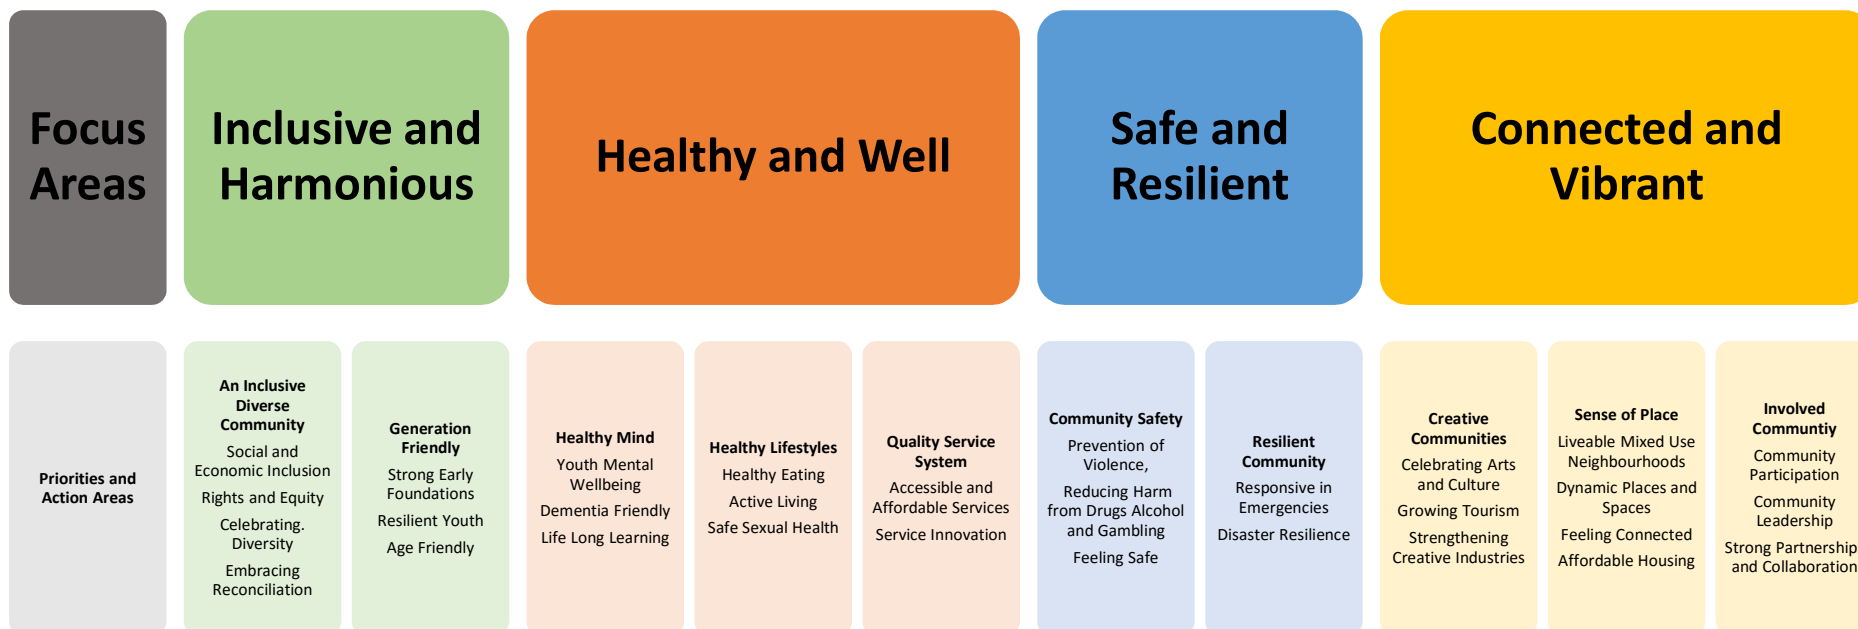 Focus
Areas
Inclusive and
Harmonious
Healthy and Well
Safe and
Resilient
Connected and
Vibrant
Priorities and
Action Areas
An Inclusive
Diverse
Community
Social and
Economic Inclusion
Rights and Equity
Celebrating.
Diversity
Embracing
Reconciliation
Generation
Friendly
Strong Early
Foundations
Resilient Youth
Age Friendly
Healthy Mind
Youth Mental
Wellbeing
Dementia Friendly
Life Long Learning
Healthy Lifestyles
Healthy Eating
Active Living
Safe Sexual Health
Quality Service
System
Accessible and
Affordable Services
Service Innovation
Community Safety
Prevention of
Violence,
Reducing Harm
from Drugs Alcohol
and Gambling
Feeling Safe
Resilient
Community
Responsive in
Emergencies
Disaster Resilience
Creative
Communities
Celebrating Arts
and Culture
Growing Tourism
Strengthening
Creative Industries
Sense of Place
Liveable Mixed Use
Neighbourhoods
Dynamic Places and
Spaces
Feeling Connected
Affordable Housing
Involved
Communtiy
Community
Participation
Community
Leadership
Strong Partnership
and Collaboration